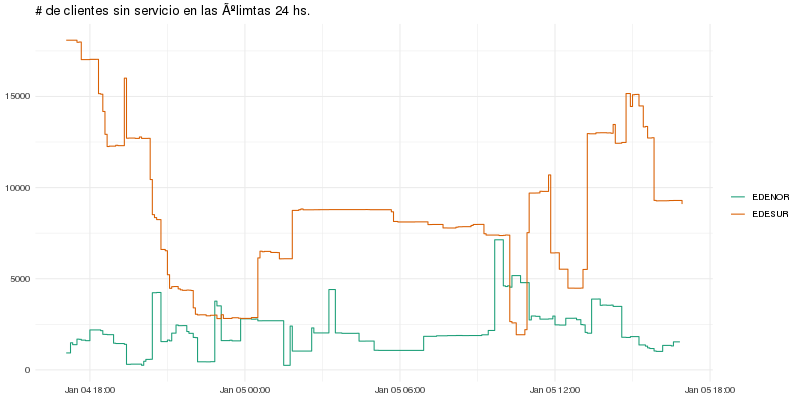 # de clientes sin servicio en las Ãºlimtas 24 hs.
15000
10000
5000
0
Jan 04 18:00
Jan 05 00:00
Jan 05 06:00
Jan 05 12:00
Jan 05 18:00
EDENOR
EDESUR